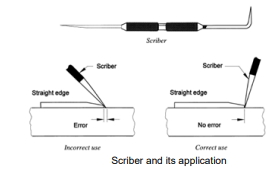 Scriber
Scriber
Straight edge
Error
Incorrect use
Scriber
Straight edge
No error
Correct use
Scriber and its application